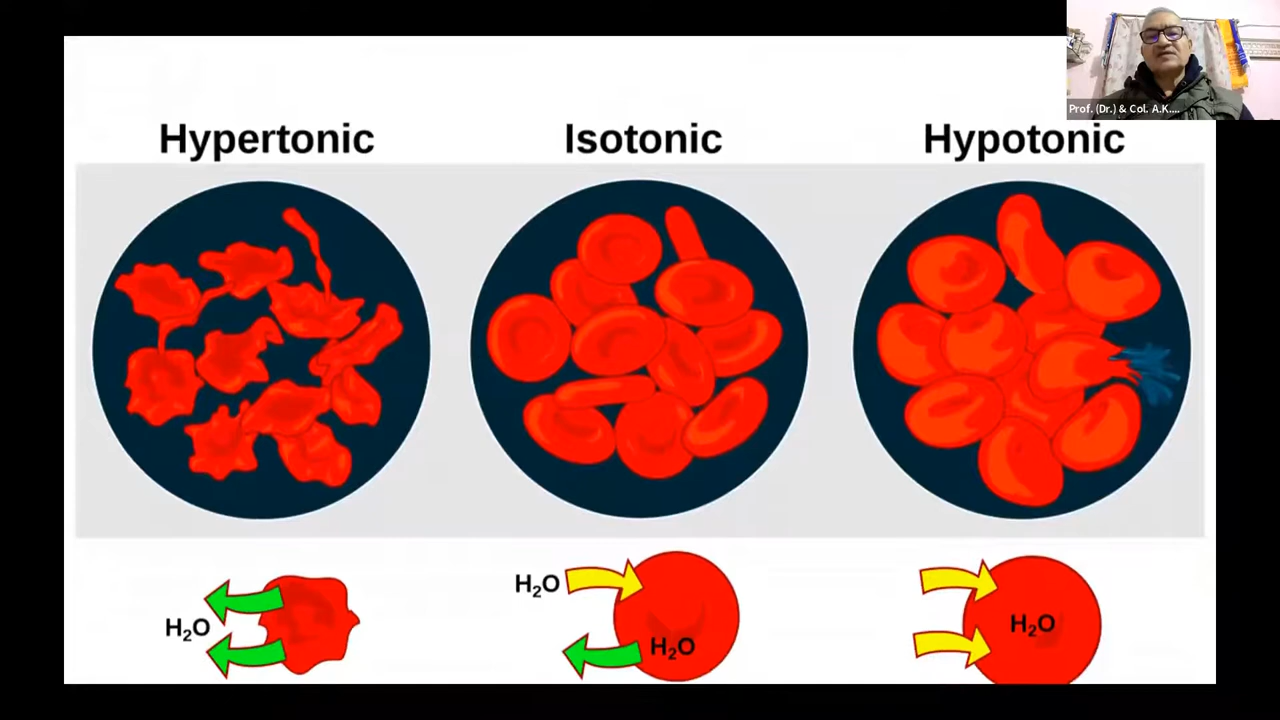 Prof. (Dr.) & Col. A.K....
Hypertonic
Isotonic
Hypotonic
H₂O
H₂O
H₂O
H₂O